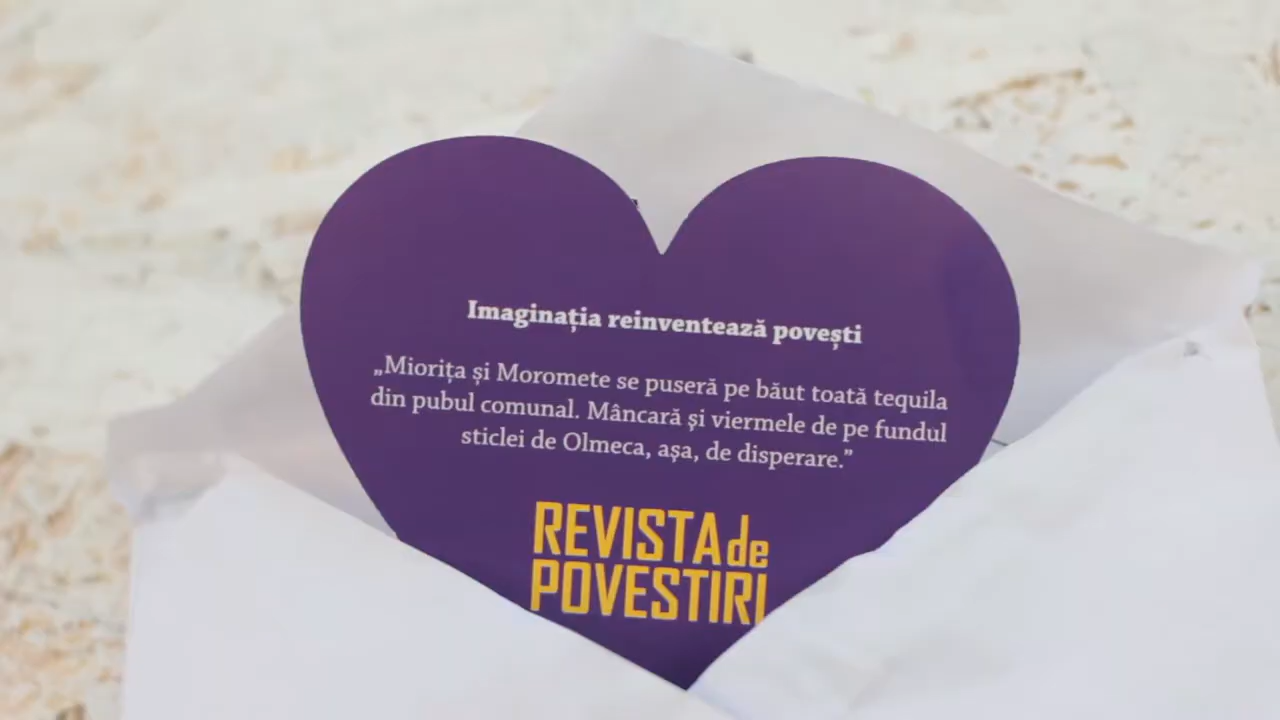 Imaginația reinventează povești
„Miorița și Moromete se puseră pe băut toată tequila
din pubul comunal. Mâncară și viermele de pe fundul
sticlei de Olmeca, așa, de disperare.”
REVISTA de
POVESTIRI